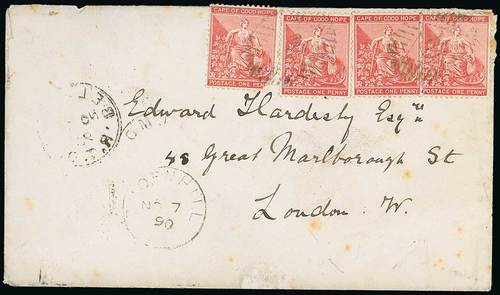 CAPE OF GOOD HOPE CAPE OF GOOD HOPE CAPE OF GOOD HOPE CAPE OF GOOD HOPE
POSTAGE ONE PENNY POSTAGE ONE PENNY POSTAGE ONE PENNY POSTAGE ONE PENNY
Edward Hardesty Esqre
48 Great Marlborough St
London. W.
NO 7
90